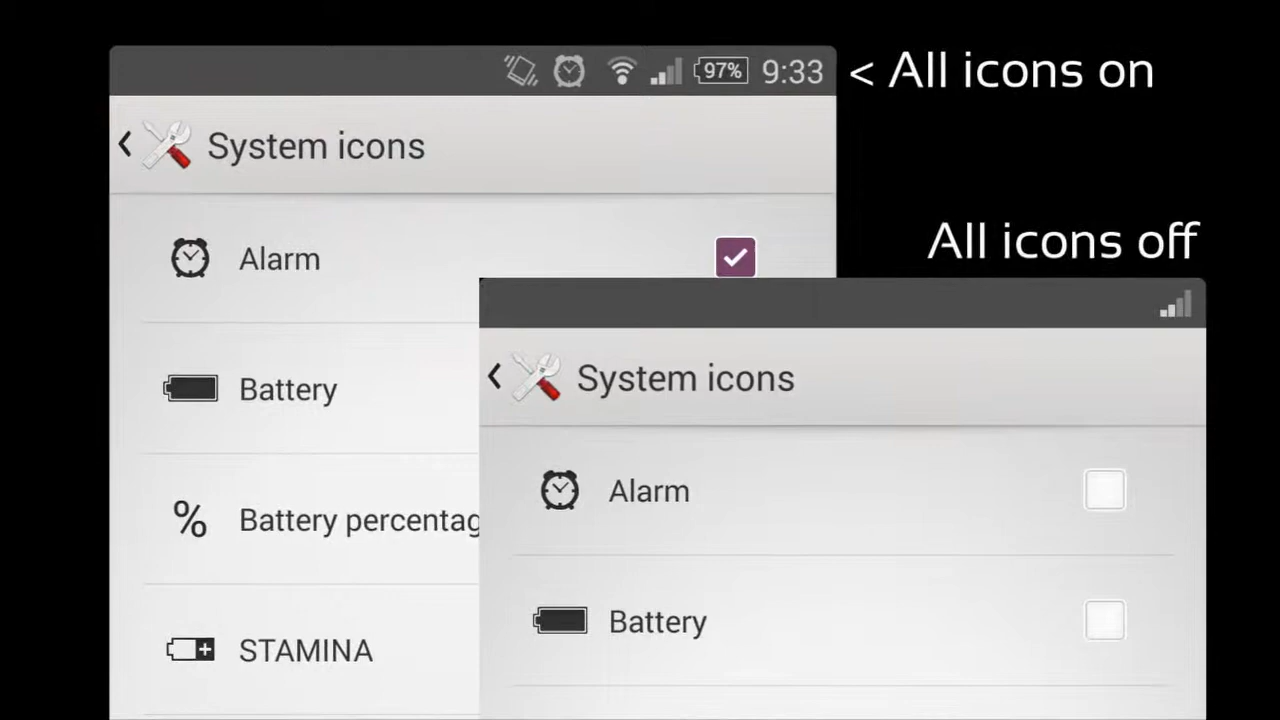 97% 9:33
< All icons on
System icons
Alarm
Battery
% Battery percentag
STAMINA
All icons off
System icons
Alarm
Battery